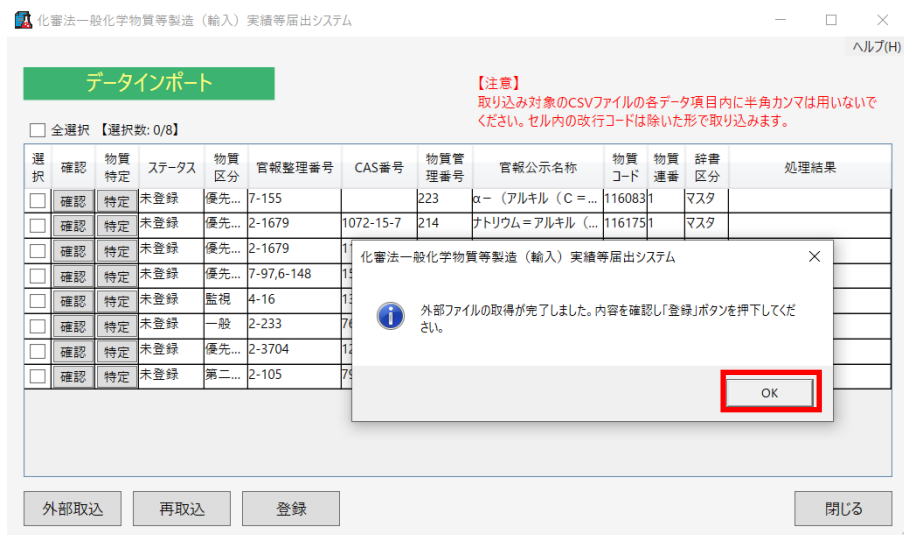 化審法一般化学物質等製造（輸入）実績等届出システム
ヘルプ(H)
データインポート
【注意】
取り込み対象のCSVファイルの各データ項目内に半角カンマは用いないで
ください。セル内の改行コードは除いた形で取り込みます。
全選択 【選択数: 0/8】
選択 確認 物質特定 ステータス 物質区分 官報整理番号 CAS番号 物質管理番号 官報公示名称 物質コード 物質連番 辞書区分 処理結果
確認 特定 未登録 優先... 7-155 223 α－（アルキル（C＝... 116083 1 マスタ
確認 特定 未登録 優先... 2-1679 1072-15-7 214 ナトリウム＝アルキル（... 116175 1 マスタ
確認 特定 未登録 優先... 2-1679
確認 特定 未登録 優先... 7-97,6-148
確認 特定 未登録 監視 4-16
確認 特定 未登録 一般 2-233
確認 特定 未登録 優先... 2-3704
確認 特定 未登録 第二... 2-105
化審法一般化学物質等製造（輸入）実績等届出システム
外部ファイルの取得が完了しました。内容を確認し「登録」ボタンを押下してくだ
さい。
OK
外部取込 再取込 登録 閉じる